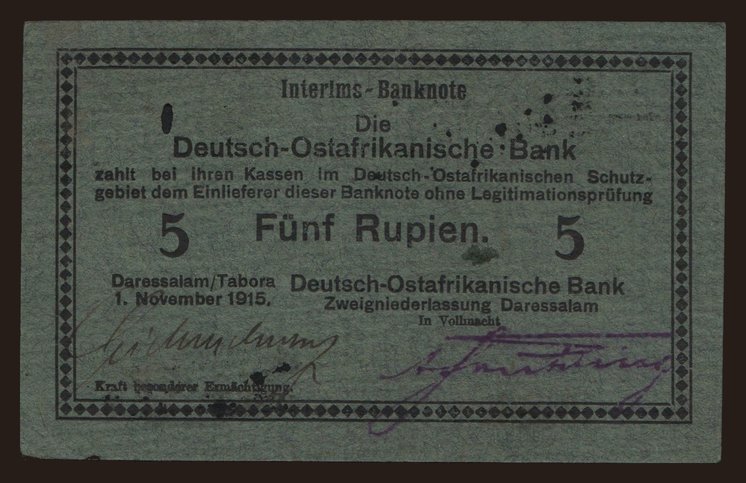 Interims-Banknote
Die
Deutsch-Ostafrikanische Bank
zahlt bei ihren Kassen im Deutsch-Ostafrikanischen Schutz-
gebiet dem Einlieferer dieser Banknote ohne Legitimationsprüfung
5 Fünf Rupien. 5
Daressalam/Tabora
1. November 1915.
Deutsch-Ostafrikanische Bank
Zweigniederlassung Daressalam
In Vollmacht
Kraft besonderer Ermächtigung.